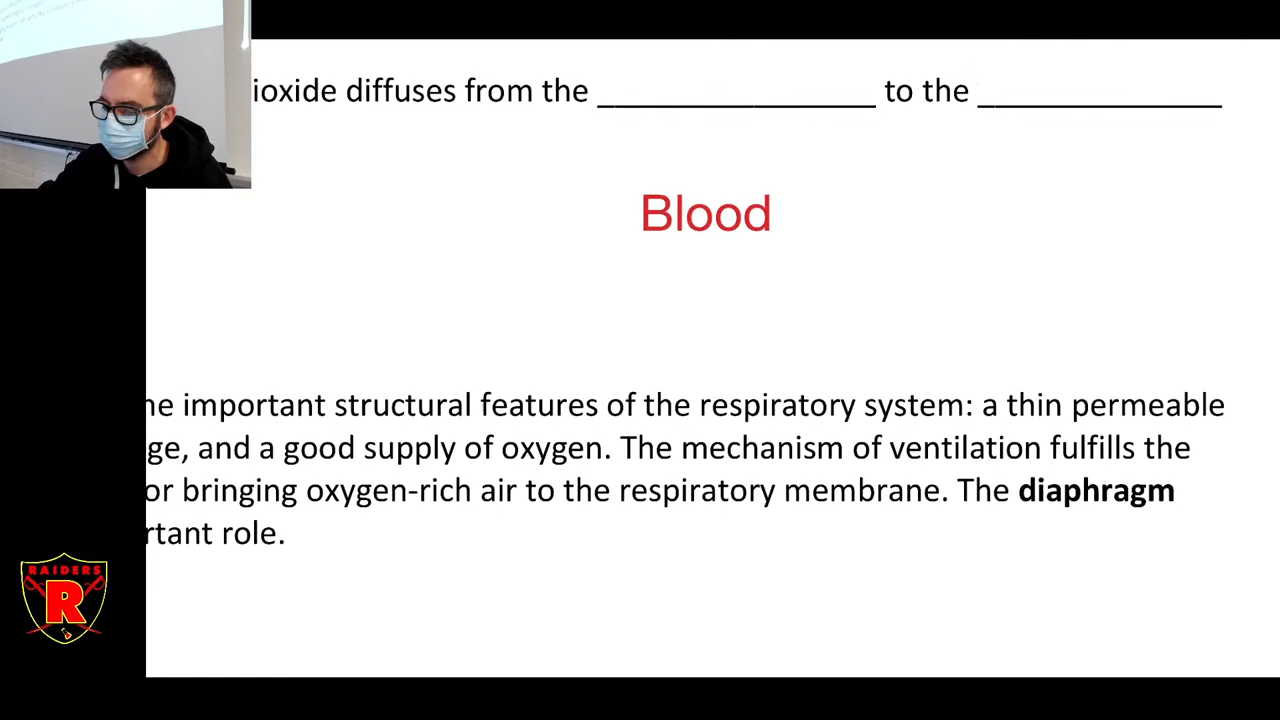 ioxide diffuses from the ________________ to the ______________
Blood
he important structural features of the respiratory system: a thin permeable
ge, and a good supply of oxygen. The mechanism of ventilation fulfills the
or bringing oxygen-rich air to the respiratory membrane. The diaphragm
rtant role.
RAIDERS
R